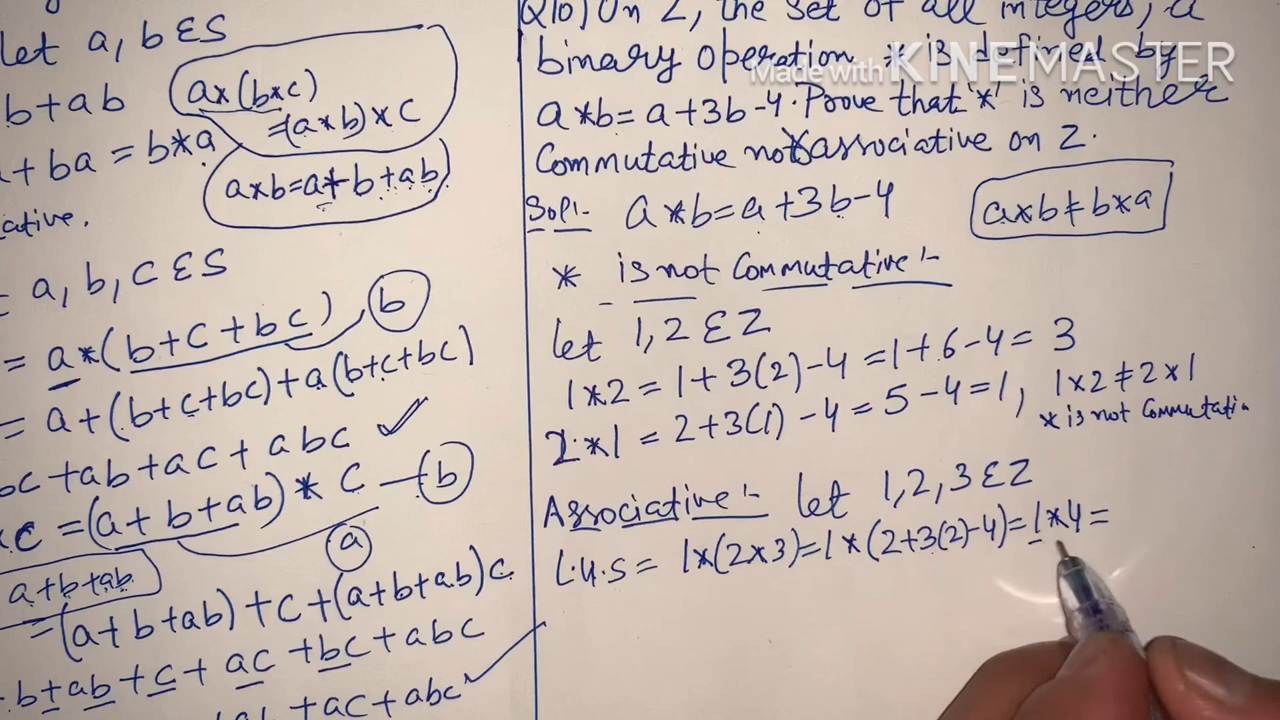 let a, b ε S
b + ab
+ ba = b*a
ative.
a*(b*c)
=(a*b)*c
a*b=a+b+ab
= a, b, c ε S
= a*(b+c+bc) b
= a+(b+c+bc)+a(b+c+bc)
bc +ab+ac+abc ✓
*c =(a+b+ab)* c — b
a
a+b+ab
=(a+b+ab)+c+(a+b+ab)c
b+ab+c+ac+bc+abc
+ac+abc
Q10) On Z, the set of all integers, a
binary operation * is defined by
Made with KINEMASTER
a*b= a+3b-4. Prove that '*' is neither
Commutative not associative on Z.
Sol:- a*b=a+3b-4
a*b≠b*a
* is not Commutative:-
let 1,2 ε Z
1*2 = 1+3(2)-4 =1+6-4= 3
2*1 = 2+3(1)-4= 5-4=1, 1*2≠2*1
* is not Commutati
Associative:- let 1,2,3 ε Z
L.H.S = 1*(2*3)=1*(2+3(2)-4)=1*4=